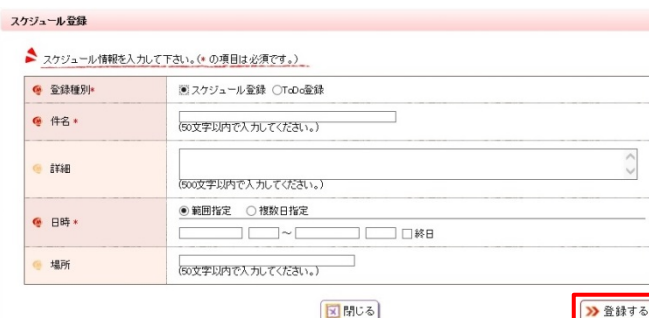 スケジュール登録
スケジュール情報を入力して下さい。(* の項目は必須です。)
登録種別* スケジュール登録 ToDo登録
件名 *
(50文字以内で入力してください。)
詳細
(500文字以内で入力してください。)
日時 * 範囲指定 複数日指定
～ 終日
場所
(50文字以内で入力してください。)
閉じる 登録する